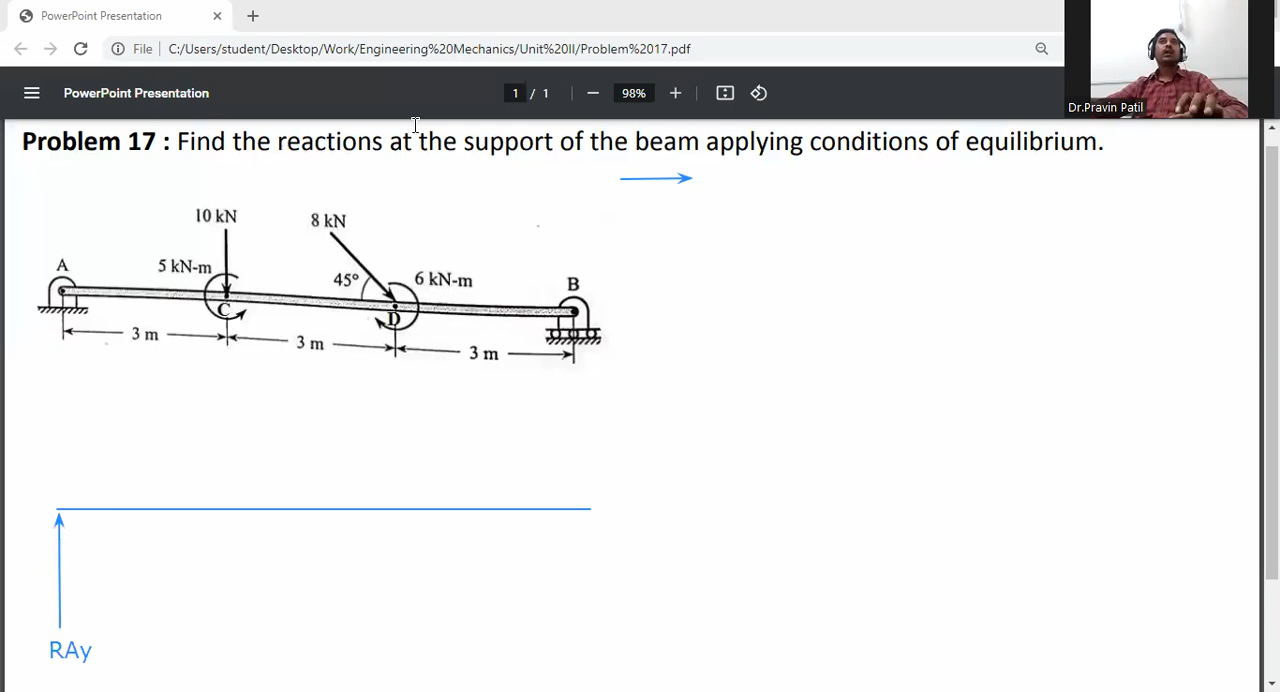 PowerPoint Presentation
File C:/Users/student/Desktop/Work/Engineering%20Mechanics/Unit%20II/Problem%2017.pdf
PowerPoint Presentation 1 / 1 98%
Dr.Pravin Patil
Problem 17 : Find the reactions at the support of the beam applying conditions of equilibrium.
10 kN 8 kN
A 5 kN-m 45° 6 kN-m B
C D
3 m 3 m 3 m
RAy